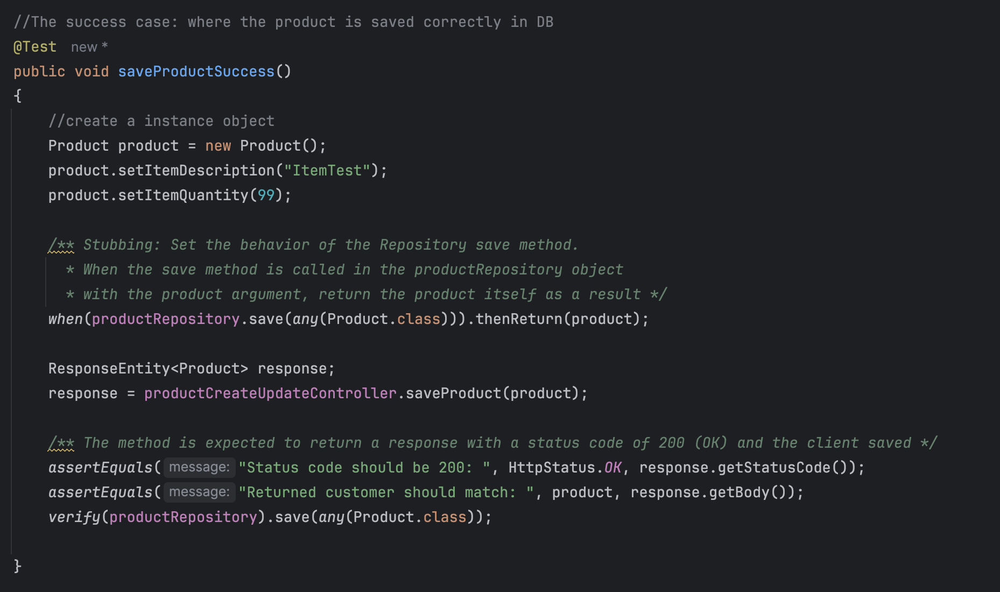 //The success case: where the product is saved correctly in DB
@Test new *
public void saveProductSuccess()
{
//create a instance object
Product product = new Product();
product.setItemDescription("ItemTest");
product.setItemQuantity(99);
/** Stubbing: Set the behavior of the Repository save method.
* When the save method is called in the productRepository object
* with the product argument, return the product itself as a result */
when(productRepository.save(any(Product.class))).thenReturn(product);
ResponseEntity<Product> response;
response = productCreateUpdateController.saveProduct(product);
/** The method is expected to return a response with a status code of 200 (OK) and the client saved */
assertEquals( message: "Status code should be 200: ", HttpStatus.OK, response.getStatusCode());
assertEquals( message: "Returned customer should match: ", product, response.getBody());
verify(productRepository).save(any(Product.class));
}